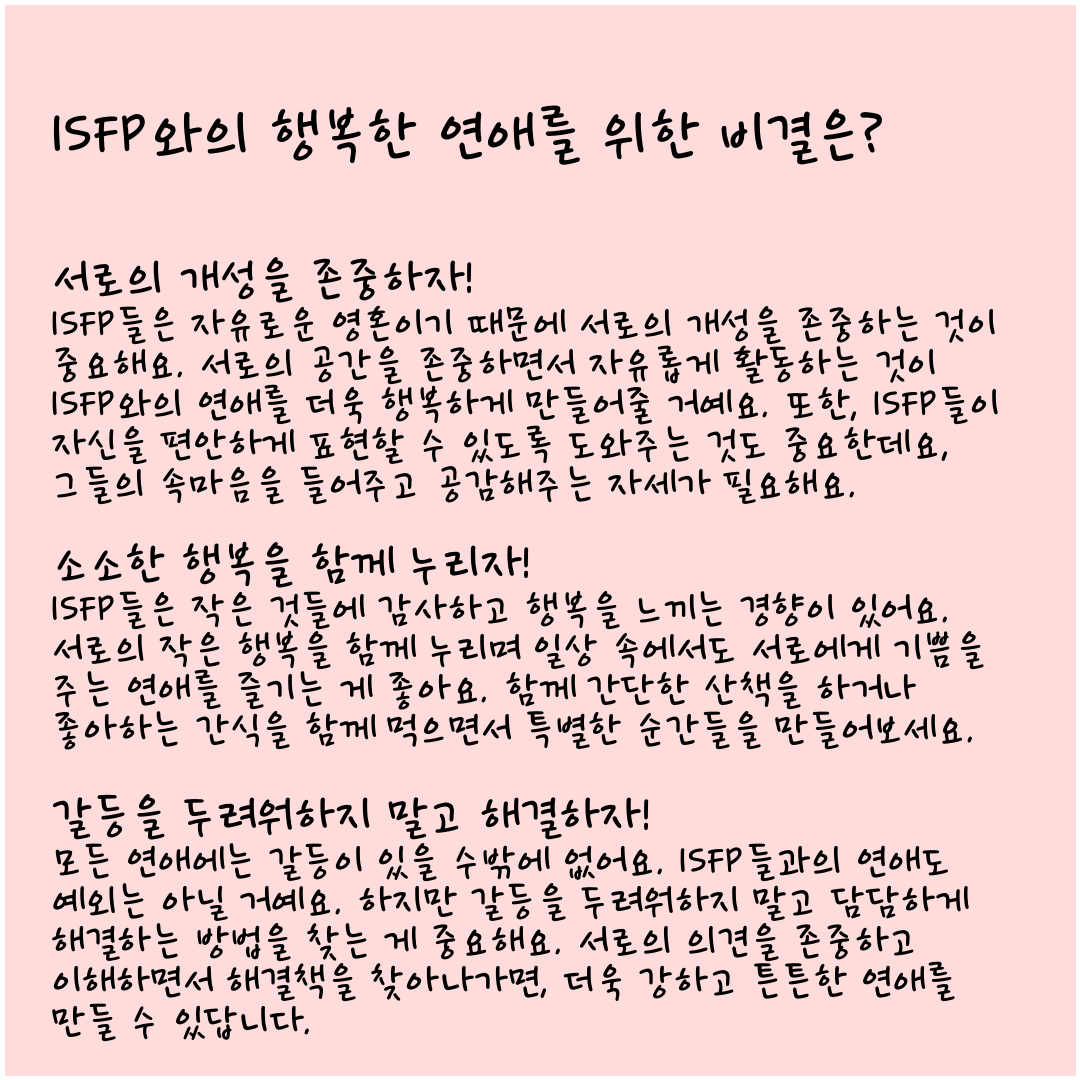 ISFP와의 행복한 연애를 위한 비결은?
서로의 개성을 존중하자!
ISFP들은 자유로운 영혼이기 때문에 서로의 개성을 존중하는 것이
중요해요. 서로의 공간을 존중하면서 자유롭게 활동하는 것이
ISFP와의 연애를 더욱 행복하게 만들어줄 거예요. 또한, ISFP들이
자신을 편안하게 표현할 수 있도록 도와주는 것도 중요한데요,
그들의 속마음을 들어주고 공감해주는 자세가 필요해요.
소소한 행복을 함께 누리자!
ISFP들은 작은 것들에 감사하고 행복을 느끼는 경향이 있어요.
서로의 작은 행복을 함께 누리며 일상 속에서도 서로에게 기쁨을
주는 연애를 즐기는 게 좋아요. 함께 간단한 산책을 하거나
좋아하는 간식을 함께 먹으면서 특별한 순간들을 만들어보세요.
갈등을 두려워하지 말고 해결하자!
모든 연애에는 갈등이 있을 수밖에 없어요. ISFP들과의 연애도
예외는 아닐 거예요. 하지만 갈등을 두려워하지 말고 담담하게
해결하는 방법을 찾는 게 중요해요. 서로의 의견을 존중하고
이해하면서 해결책을 찾아나가면, 더욱 강하고 튼튼한 연애를
만들 수 있답니다.